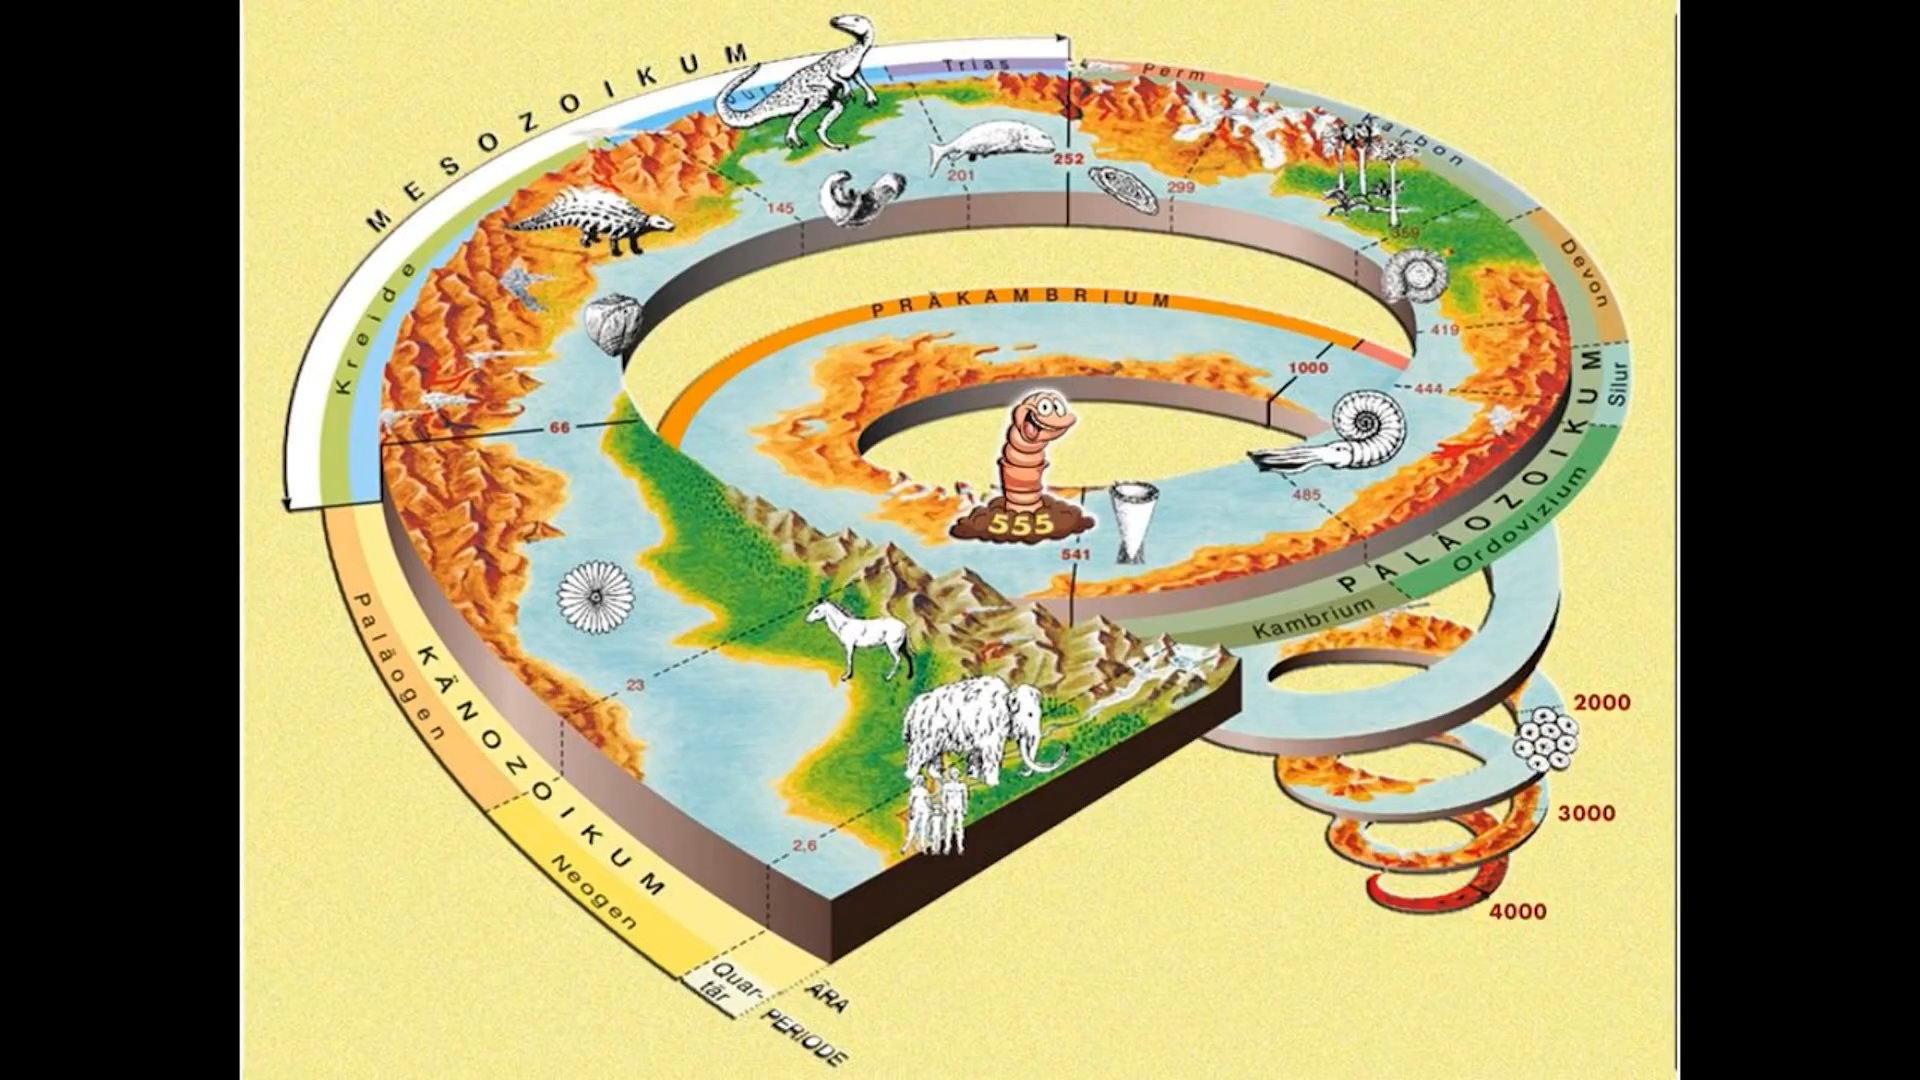 MESOZOIKUM
Jura
Trias
Perm
Karbon
Devon
Silur
Ordovizium
PALÄOZOIKUM
Kambrium
Kreide
PRÄKAMBRIUM
252
201
145
299
359
419
444
485
1000
66
555
541
23
2,6
2000
3000
4000
KÄNOZOIKUM
Paläogen
Neogen
Quar-
tär
ÄRA
PERIODE